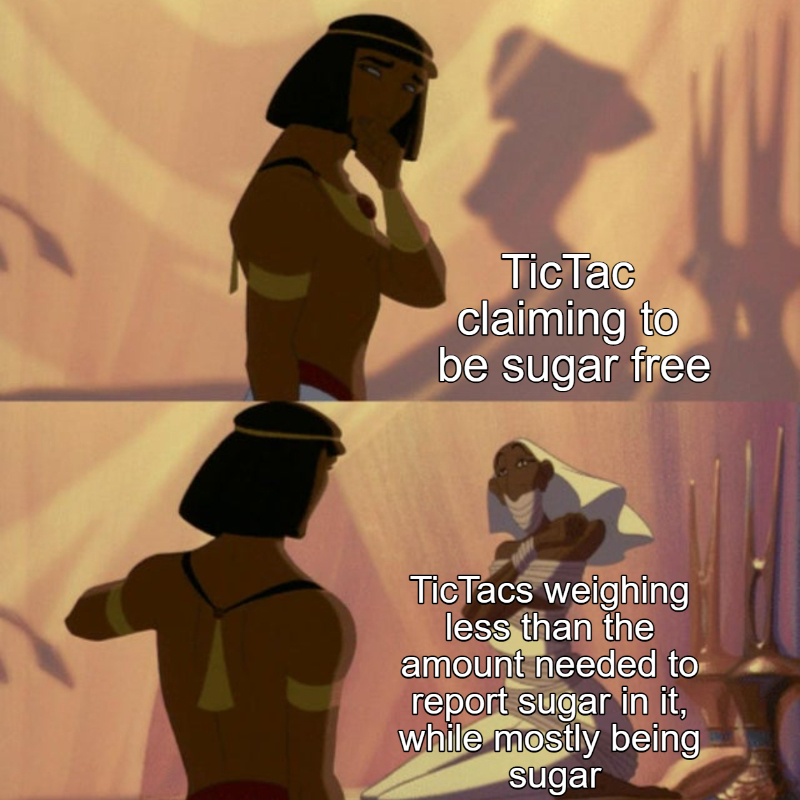 TicTac
claiming to
be sugar free
TicTacs weighing
less than the
amount needed to
report sugar in it,
while mostly being
sugar